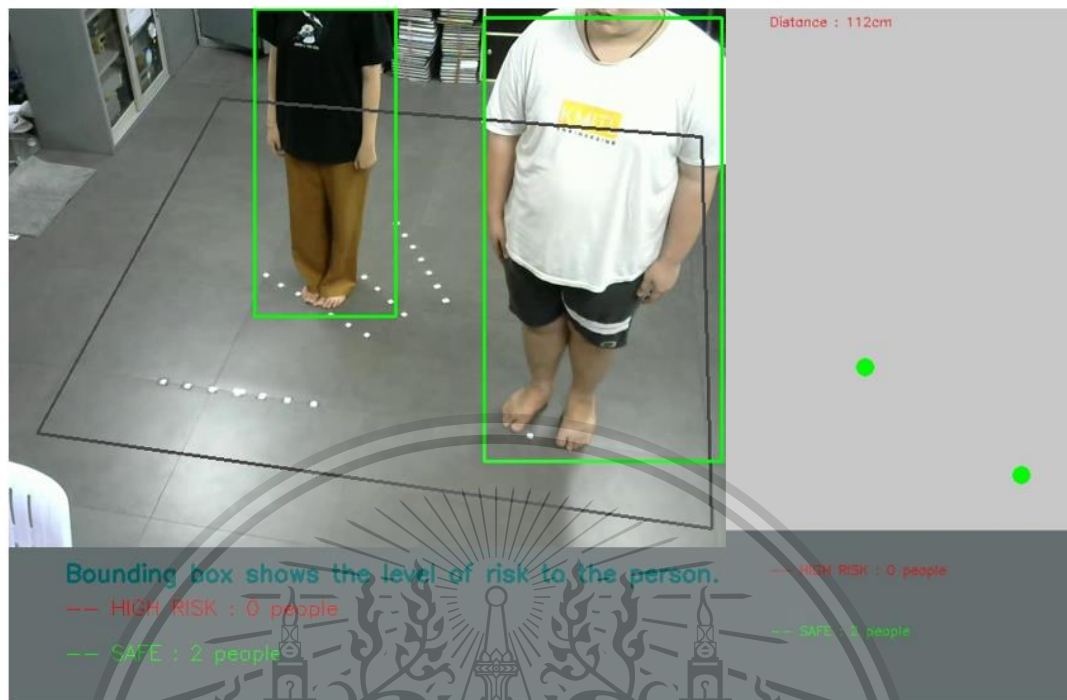 Distance : 112cm
KMITL
ENGINEERING
Bounding box shows the level of risk to the person.
-- HIGH RISK : 0 people
-- SAFE : 2 people
-- HIGH RISK : 0 people
-- SAFE : 2 people